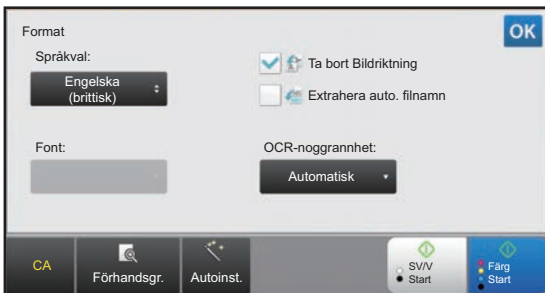 Format
OK
Språkval:
Engelska
(brittisk)
Ta bort Bildriktning
Extrahera auto. filnamn
Font:
OCR-noggrannhet:
Automatisk
CA
Förhandsgr.
Autoinst.
SV/V
Start
Färg
Start